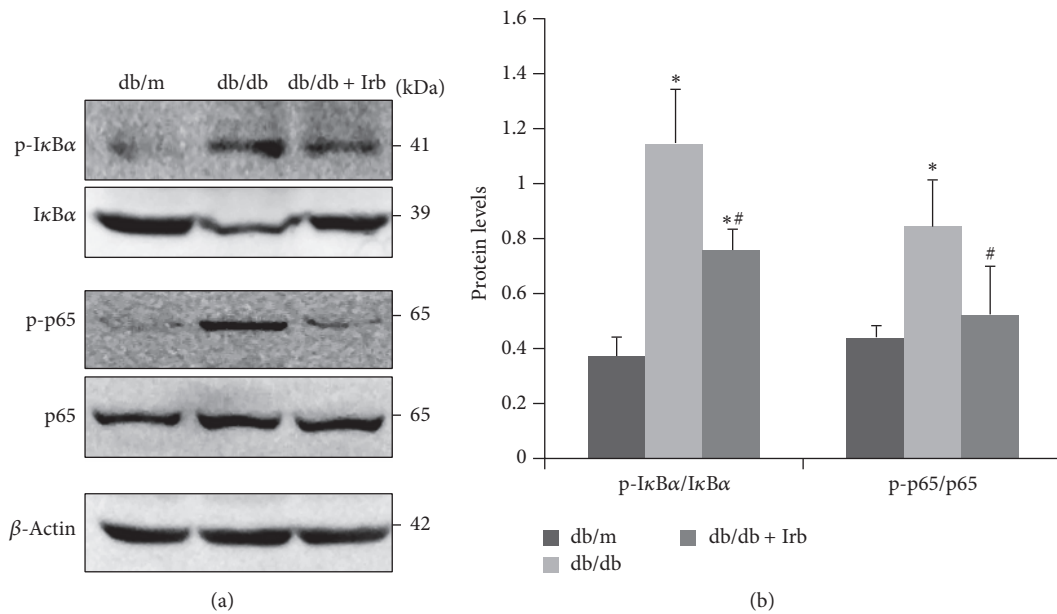 db/m db/db db/db + Irb (kDa)
p-IκBα 41
IκBα 39
p-p65 65
p65 65
β-Actin 42
(a)
1.6
1.4
1.2
1
0.8
0.6
0.4
0.2
0
Protein levels
*
*#
*
#
p-IκBα/IκBα p-p65/p65
db/m db/db + Irb
db/db
(b)